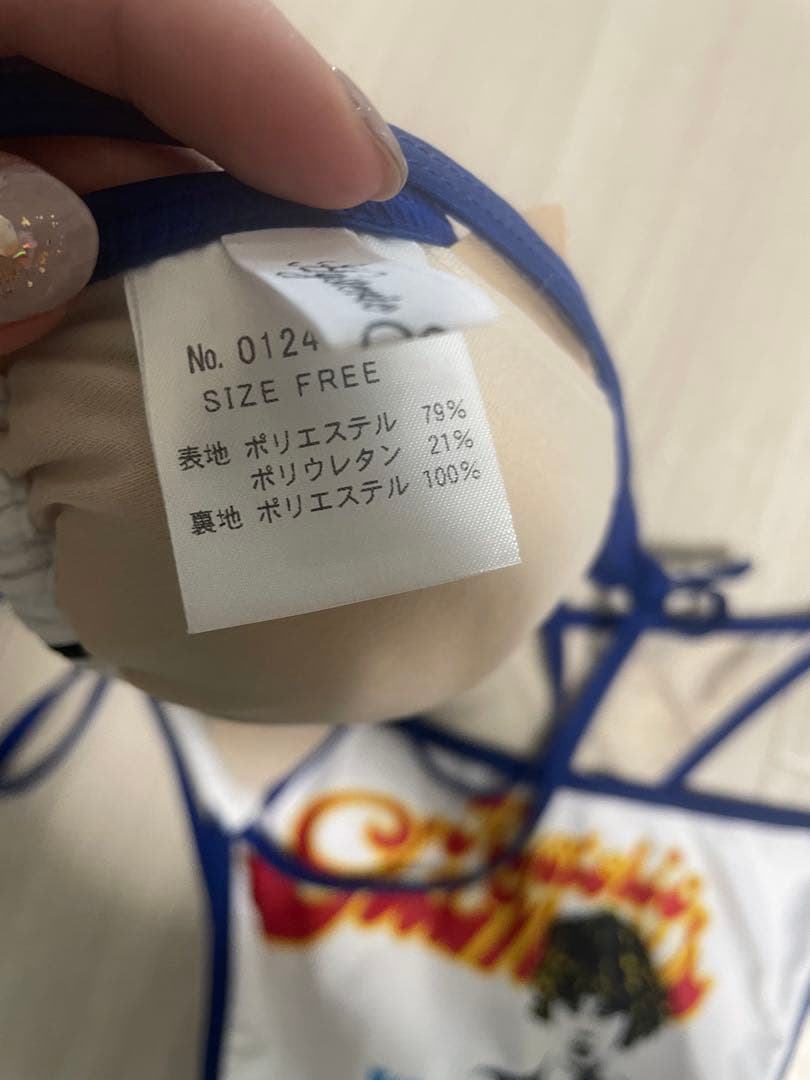 No. 0124
SIZE FREE
表地 ポリエステル 79%
ポリウレタン 21%
裏地 ポリエステル 100%